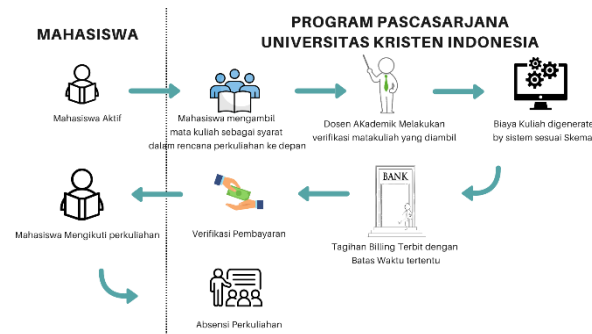 MAHASISWA
PROGRAM PASCASARJANA
UNIVERSITAS KRISTEN INDONESIA
Mahasiswa Aktif
Mahasiswa mengambil
mata kuliah sebagai syarat
dalam rencana perkuliahan ke depan
Dosen AKademik Melakukan
verifikasi matakuliah yang diambil
Biaya Kuliah digenerate
by sistem sesuai Skema
BANK
Mahasiswa Mengikuti perkuliahan
Verifikasi Pembayaran
Tagihan Billing Terbit dengan
Batas Waktu tertentu
Absensi Perkuliahan